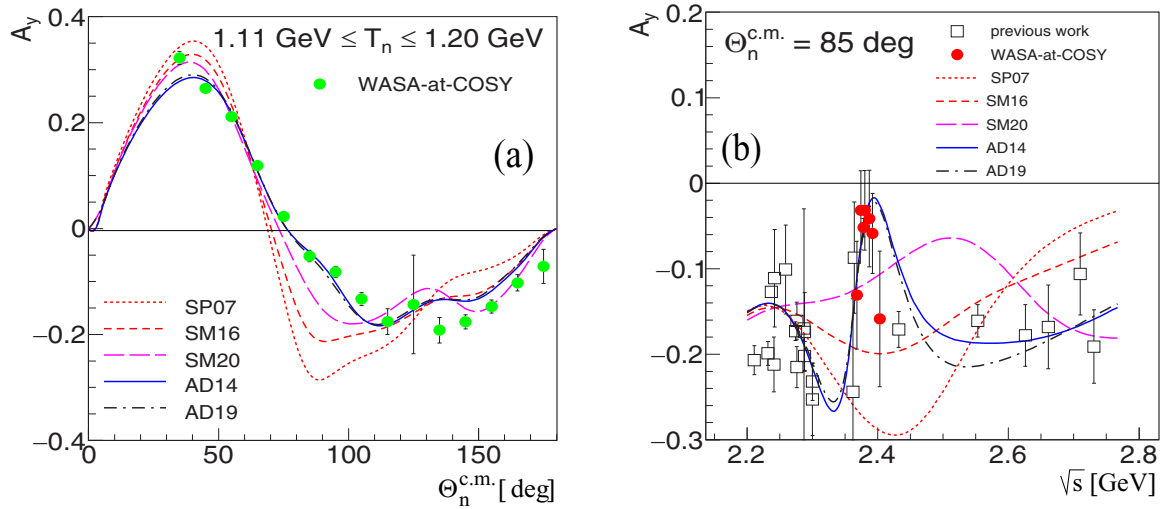 A_y
0.4
0.2
0
−0.2
−0.4
1.11 GeV ≤ T_n ≤ 1.20 GeV
WASA-at-COSY
(a)
SP07
SM16
SM20
AD14
AD19
0 50 100 150
Θ_n^c.m. [deg]
A_y
0.2
0.1
0
−0.1
−0.2
−0.3
Θ_n^c.m. = 85 deg
previous work
WASA-at-COSY
SP07
SM16
SM20
AD14
AD19
(b)
2.2 2.4 2.6 2.8
√s [GeV]